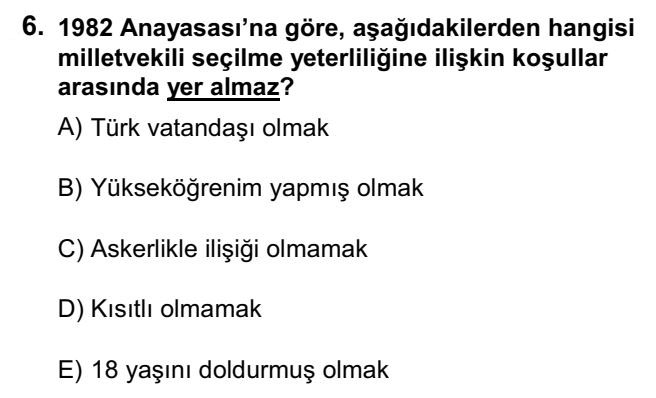 6. 1982 Anayasası’na göre, aşağıdakilerden hangisi
milletvekili seçilme yeterliliğine ilişkin koşullar
arasında yer almaz?
A) Türk vatandaşı olmak
B) Yükseköğrenim yapmış olmak
C) Askerlikle ilişiği olmamak
D) Kısıtlı olmamak
E) 18 yaşını doldurmuş olmak